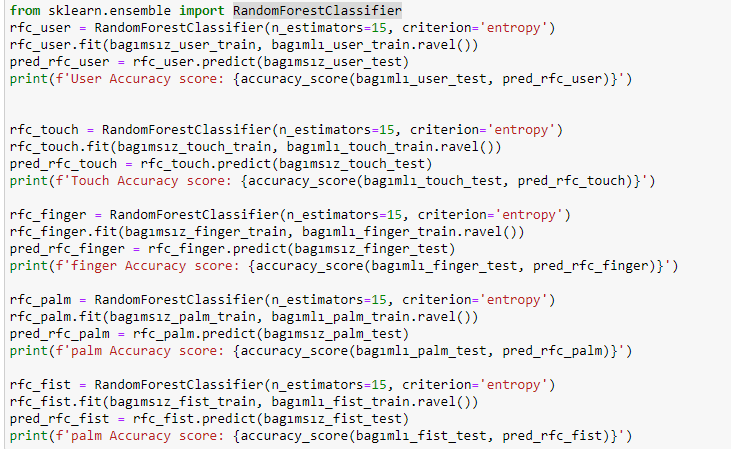 from sklearn.ensemble import RandomForestClassifier
rfc_user = RandomForestClassifier(n_estimators=15, criterion='entropy')
rfc_user.fit(bagımsız_user_train, bagımlı_user_train.ravel())
pred_rfc_user = rfc_user.predict(bagımsız_user_test)
print(f'User Accuracy score: {accuracy_score(bagımlı_user_test, pred_rfc_user)}')
rfc_touch = RandomForestClassifier(n_estimators=15, criterion='entropy')
rfc_touch.fit(bagımsız_touch_train, bagımlı_touch_train.ravel())
pred_rfc_touch = rfc_touch.predict(bagımsız_touch_test)
print(f'Touch Accuracy score: {accuracy_score(bagımlı_touch_test, pred_rfc_touch)}')
rfc_finger = RandomForestClassifier(n_estimators=15, criterion='entropy')
rfc_finger.fit(bagımsız_finger_train, bagımlı_finger_train.ravel())
pred_rfc_finger = rfc_finger.predict(bagımsız_finger_test)
print(f'finger Accuracy score: {accuracy_score(bagımlı_finger_test, pred_rfc_finger)}')
rfc_palm = RandomForestClassifier(n_estimators=15, criterion='entropy')
rfc_palm.fit(bagımsız_palm_train, bagımlı_palm_train.ravel())
pred_rfc_palm = rfc_palm.predict(bagımsız_palm_test)
print(f'palm Accuracy score: {accuracy_score(bagımlı_palm_test, pred_rfc_palm)}')
rfc_fist = RandomForestClassifier(n_estimators=15, criterion='entropy')
rfc_fist.fit(bagımsız_fist_train, bagımlı_fist_train.ravel())
pred_rfc_fist = rfc_fist.predict(bagımsız_fist_test)
print(f'palm Accuracy score: {accuracy_score(bagımlı_fist_test, pred_rfc_fist)}')